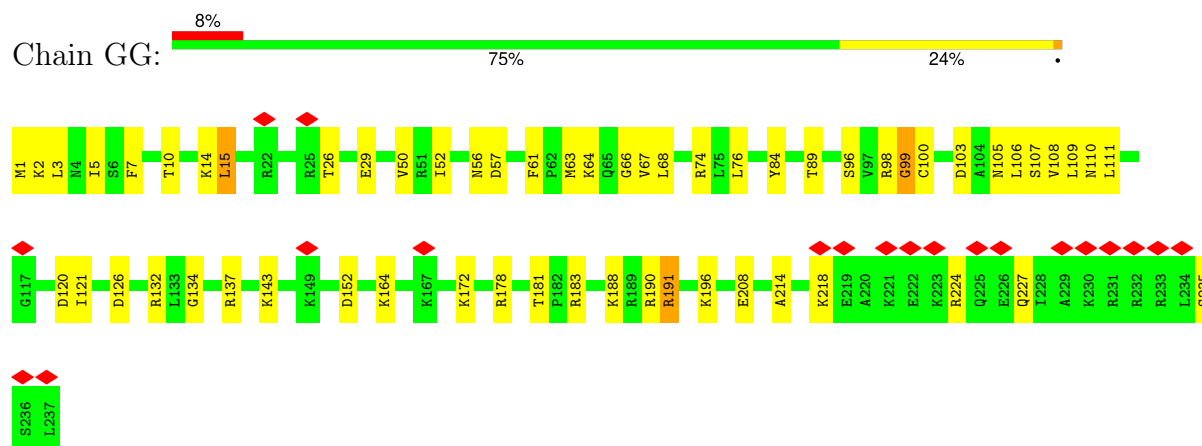 8%
Chain GG:
75% 24% •
M1 K2 L3 N4 I5 S6 F7 T10 K14 L15 R22 R25 T26 E29 V50 R51 I52 N56 D57 F61 P62 M63 K64 Q65 G66 V67 L68 R74 L75 L76 Y84 T89 S96 V97 R98 G99 C100 D103 A104 N105 L106 S107 V108 L109 N110 L111
G117 D120 I121 D126 R132 L133 G134 R137 K143 K149 D152 K164 K167 K172 R178 T181 P182 R183 K188 R189 R190 R191 K196 E208 A214 K218 E219 A220 K221 E222 K223 R224 Q225 E226 Q227 I228 A229 K230 R231 R232 R233 L234
S236 L237